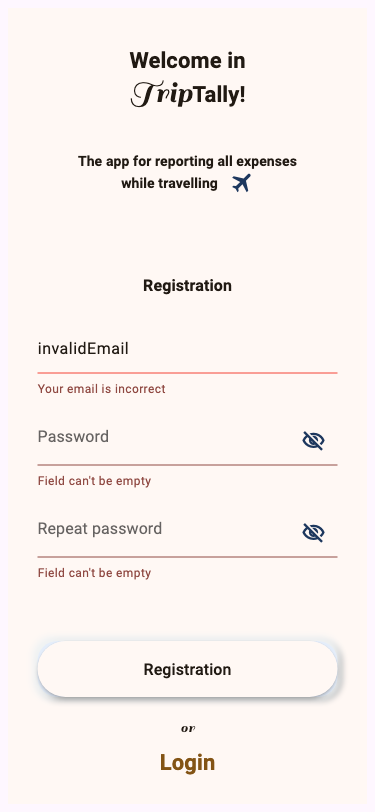 Welcome in
TripTally!
The app for reporting all expenses
while travelling
Registration
invalidEmail
Your email is incorrect
Password
Field can't be empty
Repeat password
Field can't be empty
Registration
or
Login